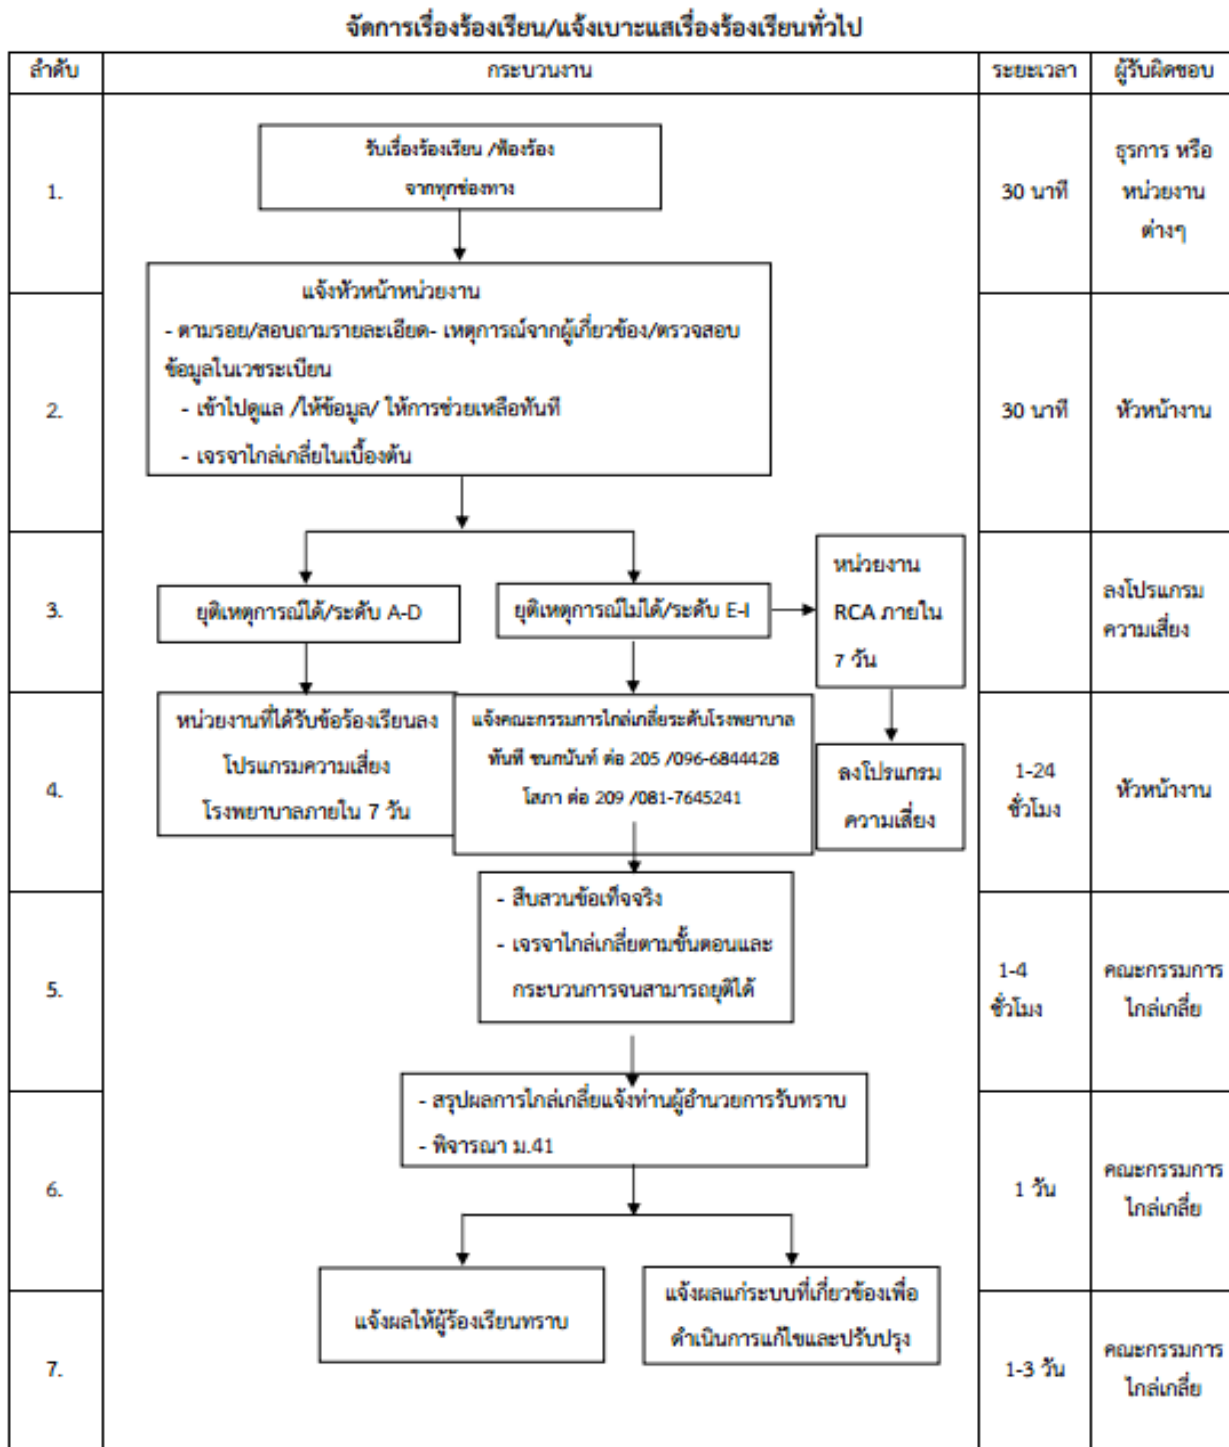 จัดการเรื่องร้องเรียน/แจ้งเบาะแสเรื่องร้องเรียนทั่วไป
ลำดับ
กระบวนงาน
ระยะเวลา
ผู้รับผิดชอบ
1.
รับเรื่องร้องเรียน /ฟ้องร้อง
จากทุกช่องทาง
30 นาที
ธุรการ หรือ
หน่วยงาน
ต่างๆ
2.
แจ้งหัวหน้าหน่วยงาน
- ตามรอย/สอบถามรายละเอียด- เหตุการณ์จากผู้เกี่ยวข้อง/ตรวจสอบ
ข้อมูลในเวชระเบียน
- เข้าไปดูแล /ให้ข้อมูล/ ให้การช่วยเหลือทันที
- เจรจาไกล่เกลี่ยในเบื้องต้น
30 นาที
หัวหน้างาน
3.
ยุติเหตุการณ์ได้/ระดับ A-D
ยุติเหตุการณ์ไม่ได้/ระดับ E-I
หน่วยงาน
RCA ภายใน
7 วัน
ลงโปรแกรม
ความเสี่ยง
4.
หน่วยงานที่ได้รับข้อร้องเรียนลง
โปรแกรมความเสี่ยง
โรงพยาบาลภายใน 7 วัน
แจ้งคณะกรรมการไกล่เกลี่ยระดับโรงพยาบาล
ทันที ชนกนันท์ ต่อ 205 /096-6844428
โสภา ต่อ 209 /081-7645241
ลงโปรแกรม
ความเสี่ยง
1-24
ชั่วโมง
หัวหน้างาน
5.
- สืบสวนข้อเท็จจริง
- เจรจาไกล่เกลี่ยตามขั้นตอนและ
กระบวนการจนสามารถยุติได้
1-4
ชั่วโมง
คณะกรรมการ
ไกล่เกลี่ย
6.
- สรุปผลการไกล่เกลี่ยแจ้งท่านผู้อำนวยการรับทราบ
- พิจารณา ม.41
1 วัน
คณะกรรมการ
ไกล่เกลี่ย
7.
แจ้งผลให้ผู้ร้องเรียนทราบ
แจ้งผลแก่ระบบที่เกี่ยวข้องเพื่อ
ดำเนินการแก้ไขและปรับปรุง
1-3 วัน
คณะกรรมการ
ไกล่เกลี่ย